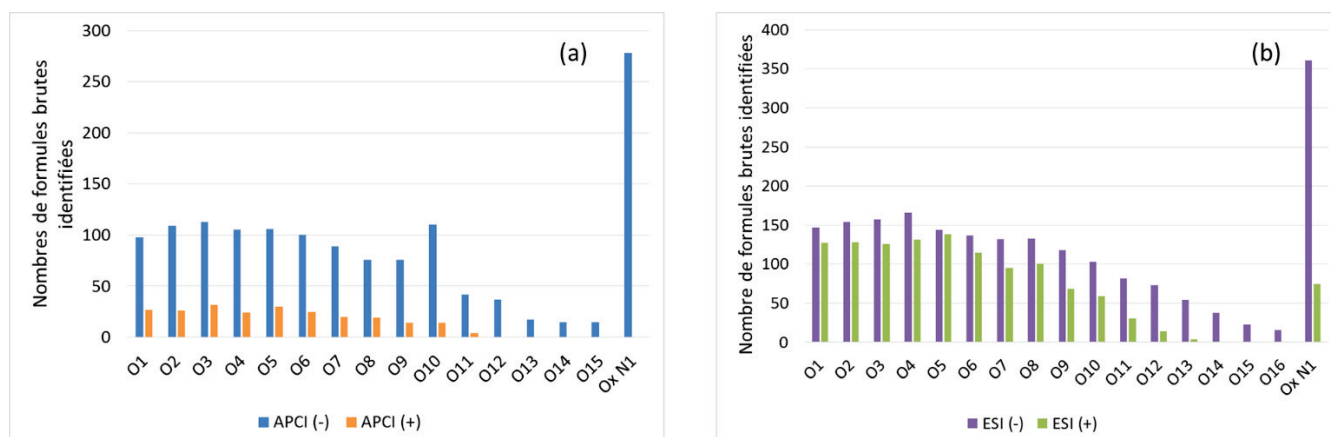 (a)
Nombres de formules brutes
identifiées
300
250
200
150
100
50
0
O1
O2
O3
O4
O5
O6
O7
O8
O9
O10
O11
O12
O13
O14
O15
Ox N1
APCI (-)
APCI (+)
(b)
Nombre de formules brutes identifiées
400
350
300
250
200
150
100
50
0
O1
O2
O3
O4
O5
O6
O7
O8
O9
O10
O11
O12
O13
O14
O15
O16
Ox N1
ESI (-)
ESI (+)